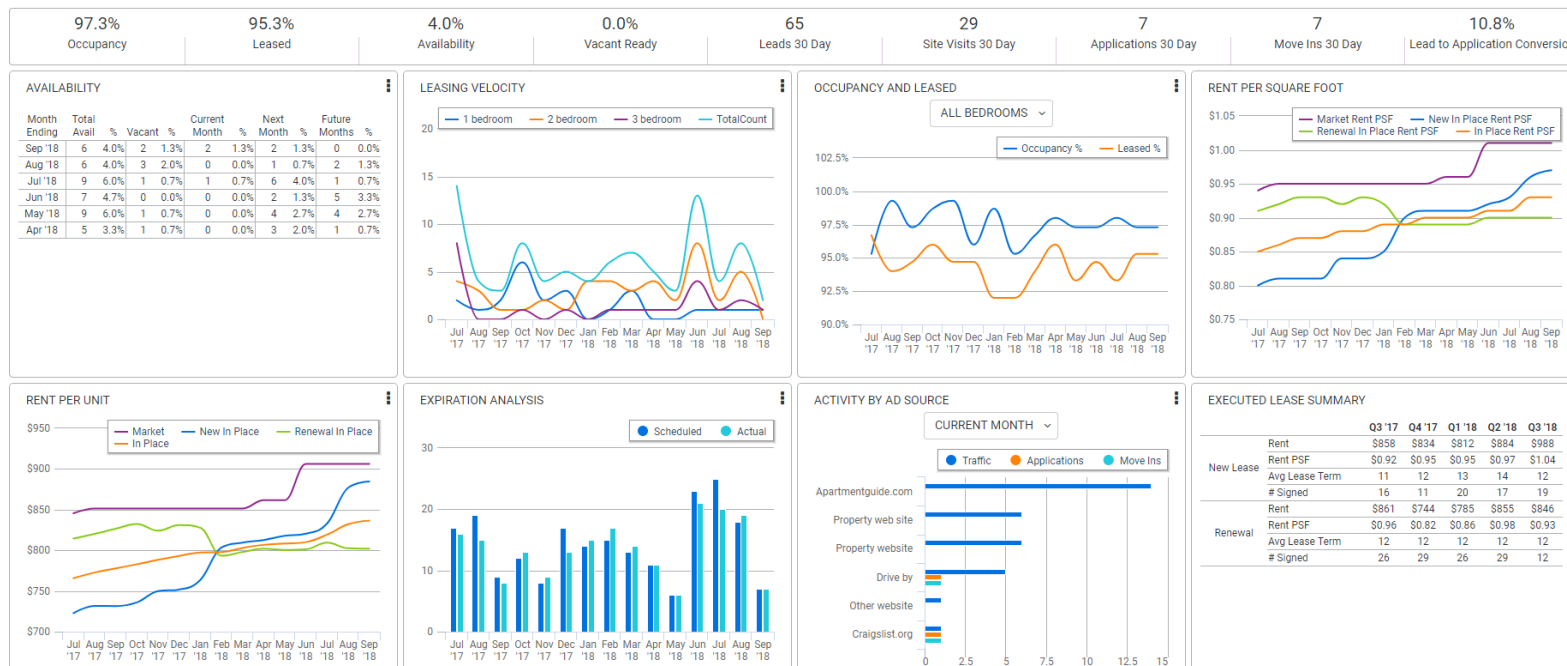 97.3% 95.3% 4.0% 0.0% 65 29 7 7 10.8%
Occupancy Leased Availability Vacant Ready Leads 30 Day Site Visits 30 Day Applications 30 Day Move Ins 30 Day Lead to Application Conversio
AVAILABILITY
Month Total Current Next Future
Ending Avail % Vacant % Month % Month % Months %
Sep '18 6 4.0% 2 1.3% 2 1.3% 2 1.3% 0 0.0%
Aug '18 6 4.0% 3 2.0% 0 0.0% 1 0.7% 2 1.3%
Jul '18 9 6.0% 1 0.7% 1 0.7% 6 4.0% 1 0.7%
Jun '18 7 4.7% 0 0.0% 0 0.0% 2 1.3% 5 3.3%
May '18 9 6.0% 1 0.7% 0 0.0% 4 2.7% 4 2.7%
Apr '18 5 3.3% 1 0.7% 0 0.0% 3 2.0% 1 0.7%
LEASING VELOCITY
1 bedroom 2 bedroom 3 bedroom TotalCount
20
15
10
5
0
Jul Aug Sep Oct Nov Dec Jan Feb Mar Apr May Jun Jul Aug Sep
'17 '17 '17 '17 '17 '17 '18 '18 '18 '18 '18 '18 '18 '18 '18
OCCUPANCY AND LEASED
ALL BEDROOMS
Occupancy % Leased %
102.5%
100.0%
97.5%
95.0%
92.5%
90.0%
Jul Aug Sep Oct Nov Dec Jan Feb Mar Apr May Jun Jul Aug Sep
'17 '17 '17 '17 '17 '17 '18 '18 '18 '18 '18 '18 '18 '18 '18
RENT PER SQUARE FOOT
Market Rent PSF New In Place Rent PSF
Renewal In Place Rent PSF In Place Rent PSF
$1.05
$1.00
$0.95
$0.90
$0.85
$0.80
$0.75
Jul Aug Sep Oct Nov Dec Jan Feb Mar Apr May Jun Jul Aug Sep
'17 '17 '17 '17 '17 '17 '18 '18 '18 '18 '18 '18 '18 '18 '18
RENT PER UNIT
Market New In Place Renewal In Place
In Place
$950
$900
$850
$800
$750
$700
Jul Aug Sep Oct Nov Dec Jan Feb Mar Apr May Jun Jul Aug Sep
'17 '17 '17 '17 '17 '17 '18 '18 '18 '18 '18 '18 '18 '18 '18
EXPIRATION ANALYSIS
Scheduled Actual
30
20
10
0
Jul Aug Sep Oct Nov Dec Jan Feb Mar Apr May Jun Jul Aug Sep
'17 '17 '17 '17 '17 '17 '18 '18 '18 '18 '18 '18 '18 '18 '18
ACTIVITY BY AD SOURCE
CURRENT MONTH
Traffic Applications Move Ins
Apartmentguide.com
Property web site
Property website
Drive by
Other website
Craigslist.org
0 2.5 5 7.5 10 12.5 15
EXECUTED LEASE SUMMARY
Q3 '17 Q4 '17 Q1 '18 Q2 '18 Q3 '18
New Lease
Rent $858 $834 $812 $884 $988
Rent PSF $0.92 $0.95 $0.95 $0.97 $1.04
Avg Lease Term 11 12 13 14 12
# Signed 16 11 20 17 19
Renewal
Rent $861 $744 $785 $855 $846
Rent PSF $0.96 $0.82 $0.86 $0.98 $0.93
Avg Lease Term 12 12 12 12 12
# Signed 26 29 26 29 12